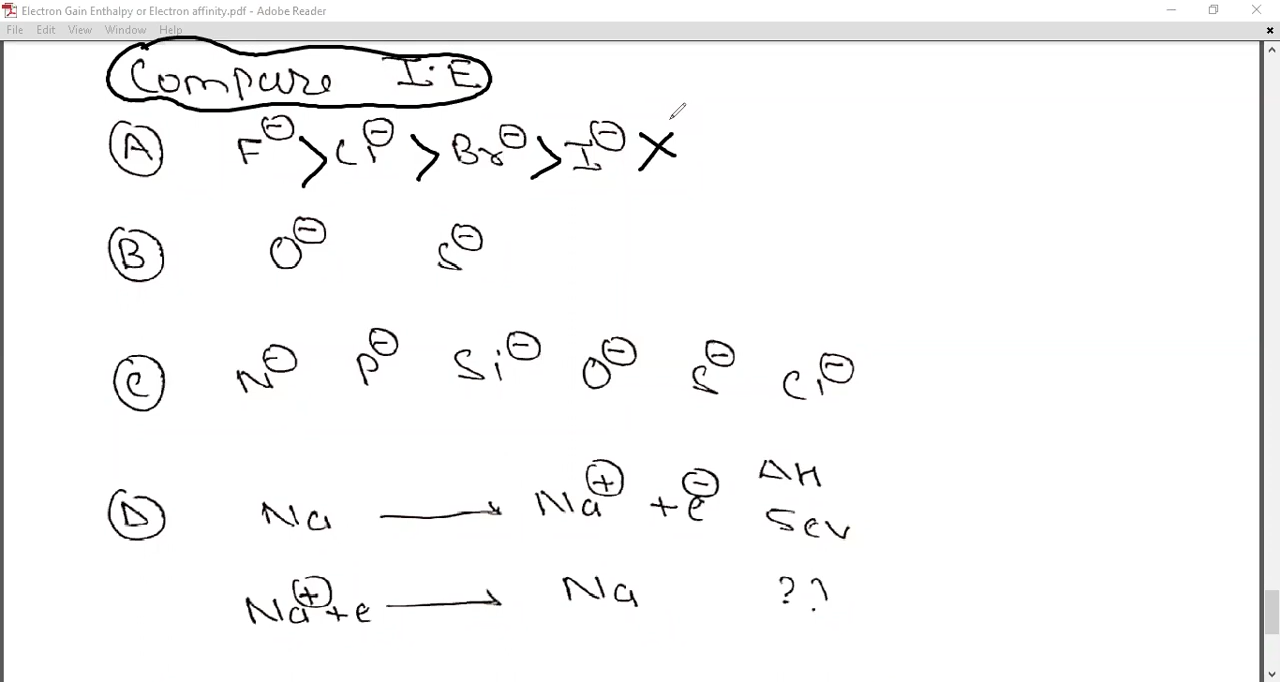 Electron Gain Enthalpy or Electron affinity.pdf - Adobe Reader
File Edit View Window Help
Compare I.E
(A) F⊖ > Cl⊖ > Br⊖ > I⊖ ×
(B) O⊖ S⊖
(C) N⊖ P⊖ Si⊖ O⊖ S⊖ Cl⊖
ΔH
(D) Na → Na⊕ + e⊖ 5ev
Na⊕ + e → Na ??